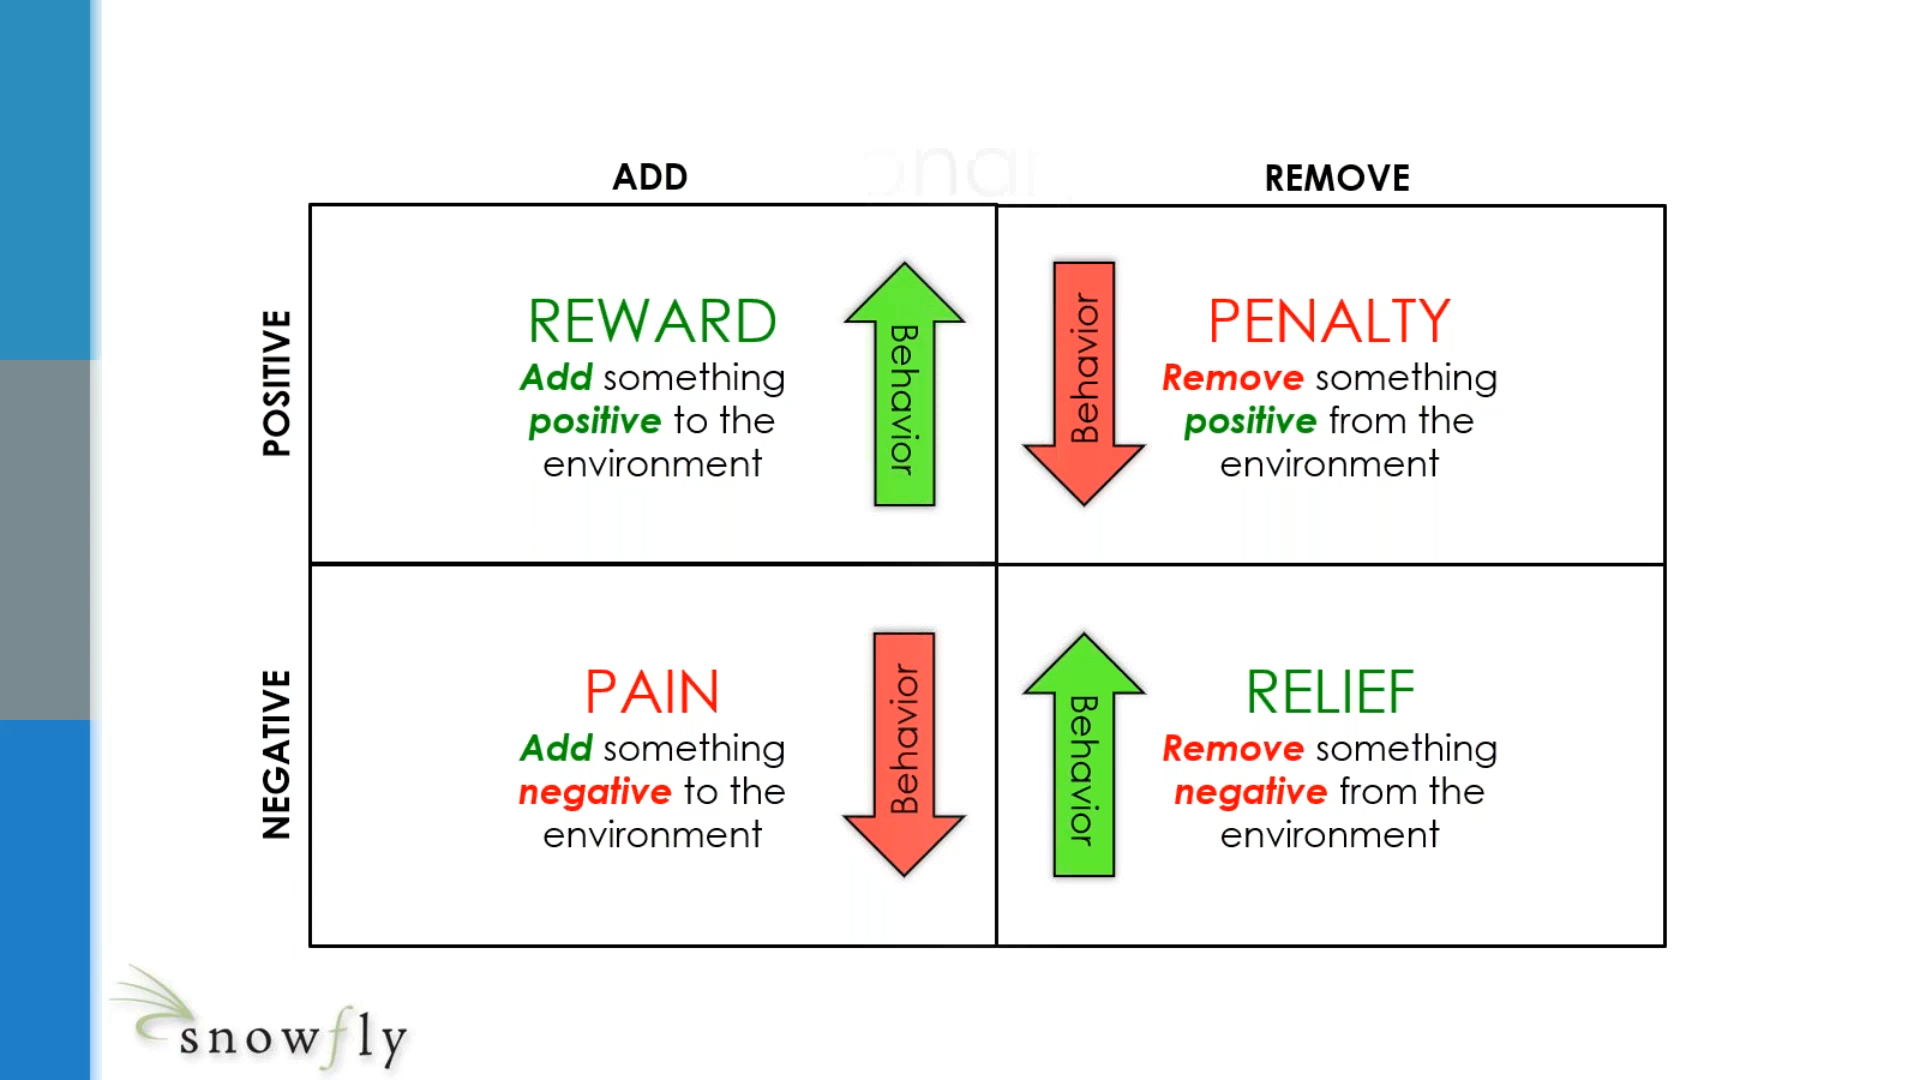 ADD
REMOVE
POSITIVE
REWARD
Add something
positive to the
environment
Behavior
Behavior
PENALTY
Remove something
positive from the
environment
NEGATIVE
PAIN
Add something
negative to the
environment
Behavior
Behavior
RELIEF
Remove something
negative from the
environment
snowfly